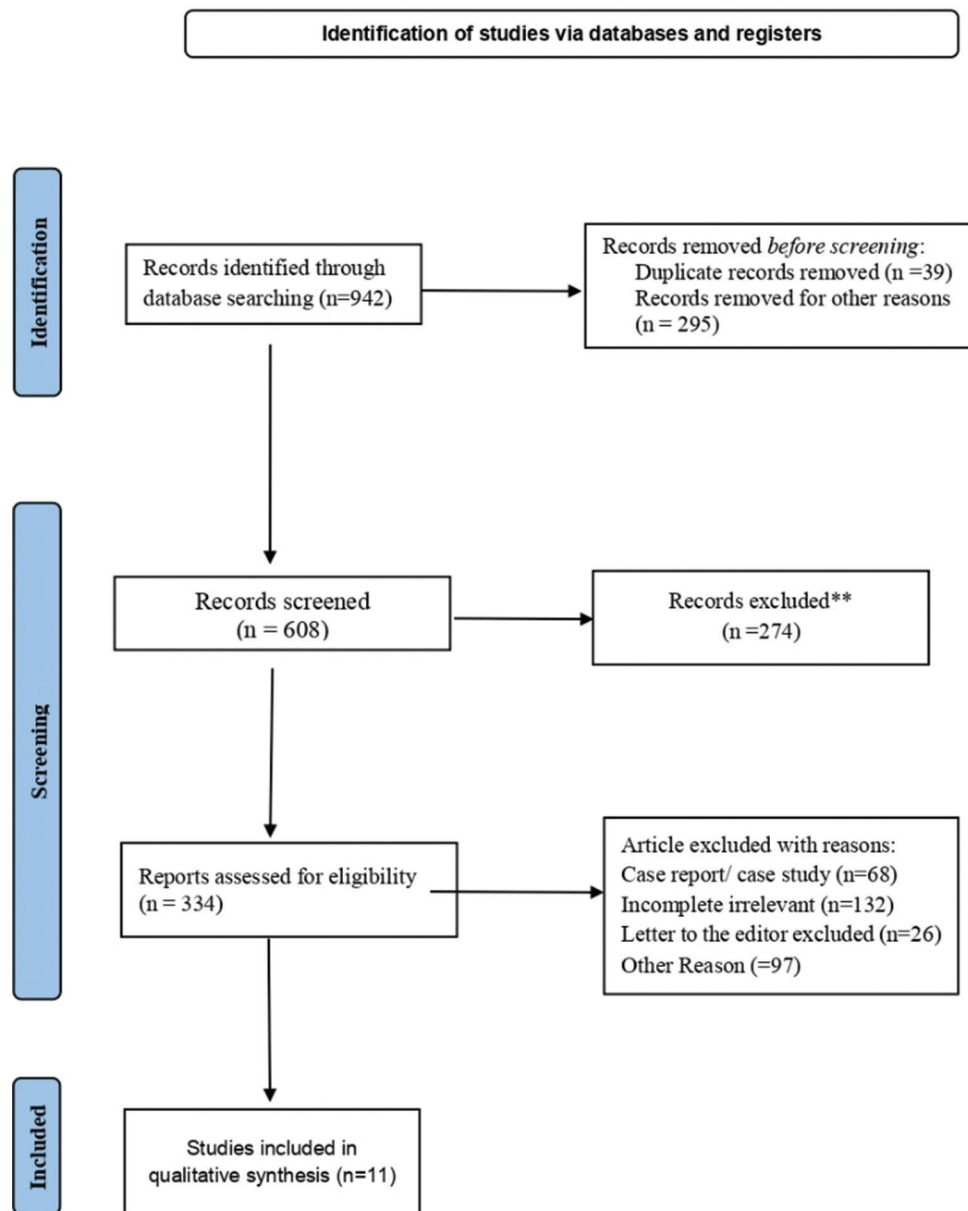 Identification of studies via databases and registers
Identification
Records identified through
database searching (n=942)
Records removed before screening:
Duplicate records removed (n =39)
Records removed for other reasons
(n = 295)
Screening
Records screened
(n = 608)
Records excluded**
(n =274)
Reports assessed for eligibility
(n = 334)
Article excluded with reasons:
Case report/ case study (n=68)
Incomplete irrelevant (n=132)
Letter to the editor excluded (n=26)
Other Reason (=97)
Included
Studies included in
qualitative synthesis (n=11)